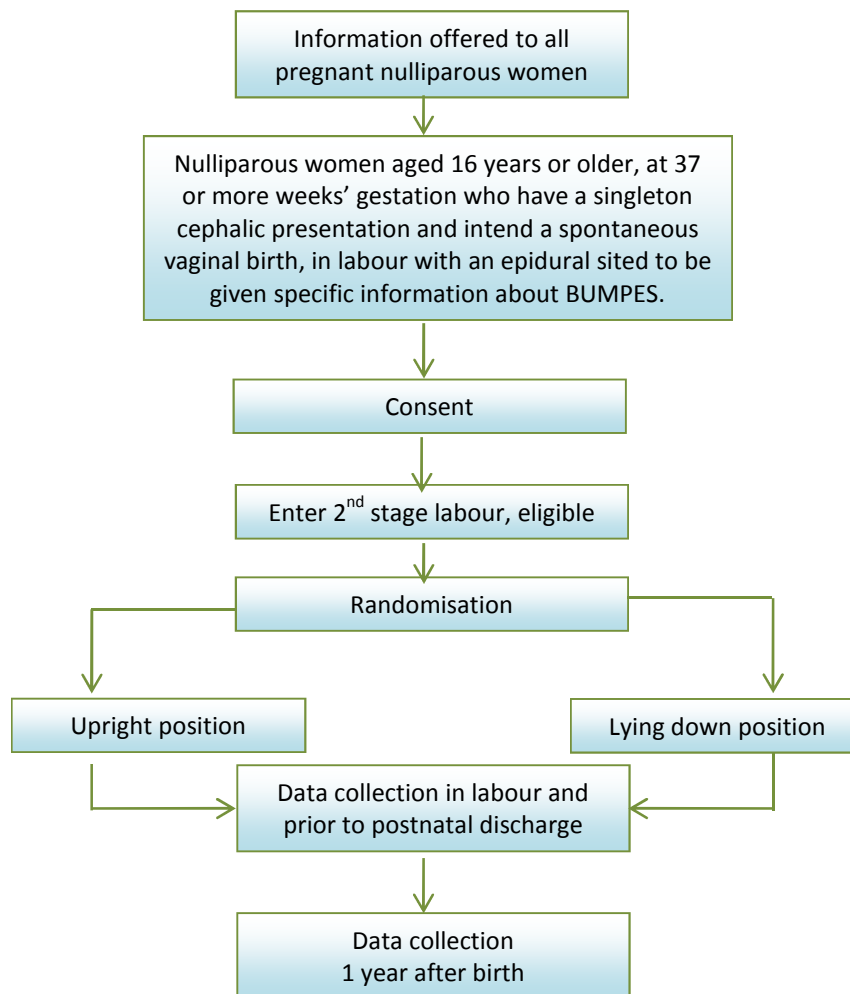 Information offered to all
pregnant nulliparous women
Nulliparous women aged 16 years or older, at 37
or more weeks’ gestation who have a singleton
cephalic presentation and intend a spontaneous
vaginal birth, in labour with an epidural sited to be
given specific information about BUMPES.
Consent
Enter 2nd stage labour, eligible
Randomisation
Upright position
Lying down position
Data collection in labour and
prior to postnatal discharge
Data collection
1 year after birth